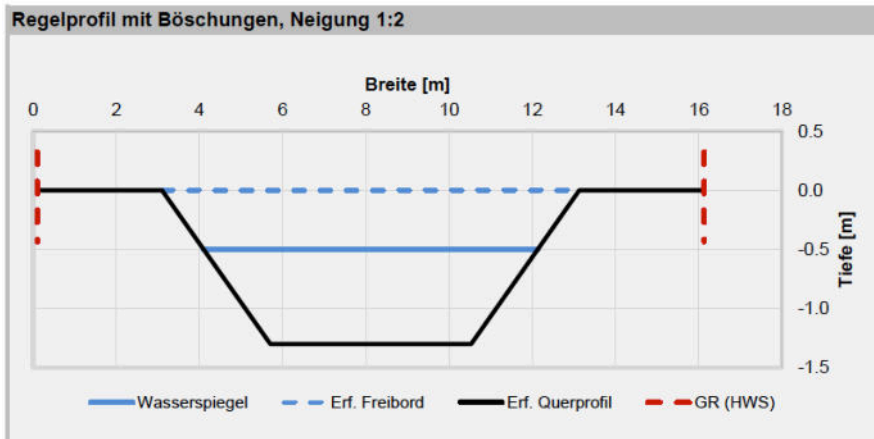 Regelprofil mit Böschungen, Neigung 1:2
Breite [m]
0 2 4 6 8 10 12 14 16 18
0.5
0.0
-0.5
-1.0
-1.5
Tiefe [m]
Wasserspiegel Erf. Freibord Erf. Querprofil GR (HWS)